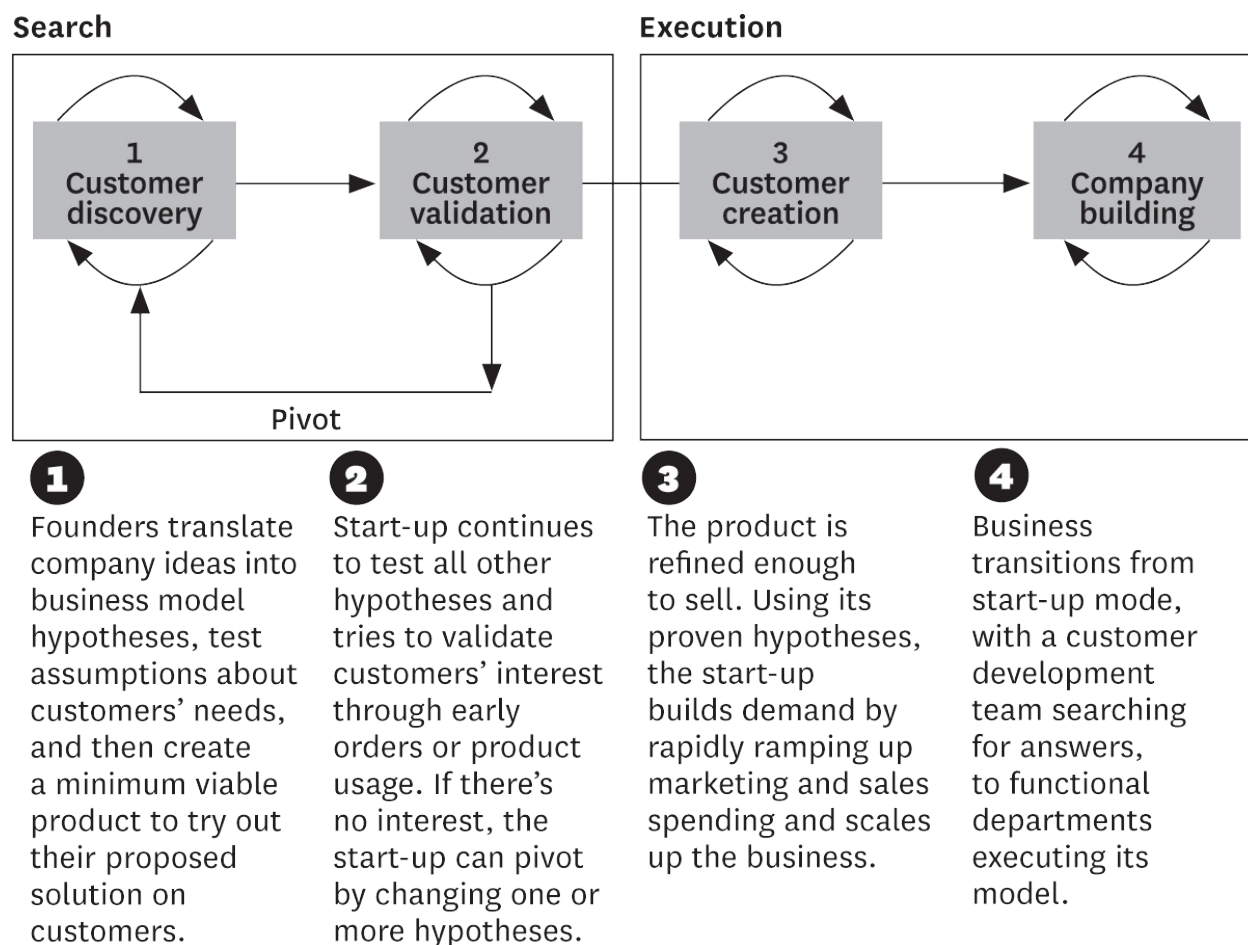 Search
Execution
1
Customer
discovery
2
Customer
validation
3
Customer
creation
4
Company
building
Pivot
1
Founders translate
company ideas into
business model
hypotheses, test
assumptions about
customers’ needs,
and then create
a minimum viable
product to try out
their proposed
solution on
customers.
2
Start-up continues
to test all other
hypotheses and
tries to validate
customers’ interest
through early
orders or product
usage. If there’s
no interest, the
start-up can pivot
by changing one or
more hypotheses.
3
The product is
refined enough
to sell. Using its
proven hypotheses,
the start-up
builds demand by
rapidly ramping up
marketing and sales
spending and scales
up the business.
4
Business
transitions from
start-up mode,
with a customer
development
team searching
for answers,
to functional
departments
executing its
model.